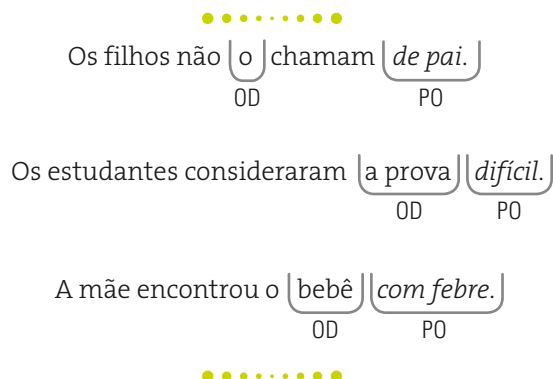 Os filhos não o chamam de pai.
OD PO
Os estudantes consideraram a prova difícil.
OD PO
A mãe encontrou o bebê com febre.
OD PO